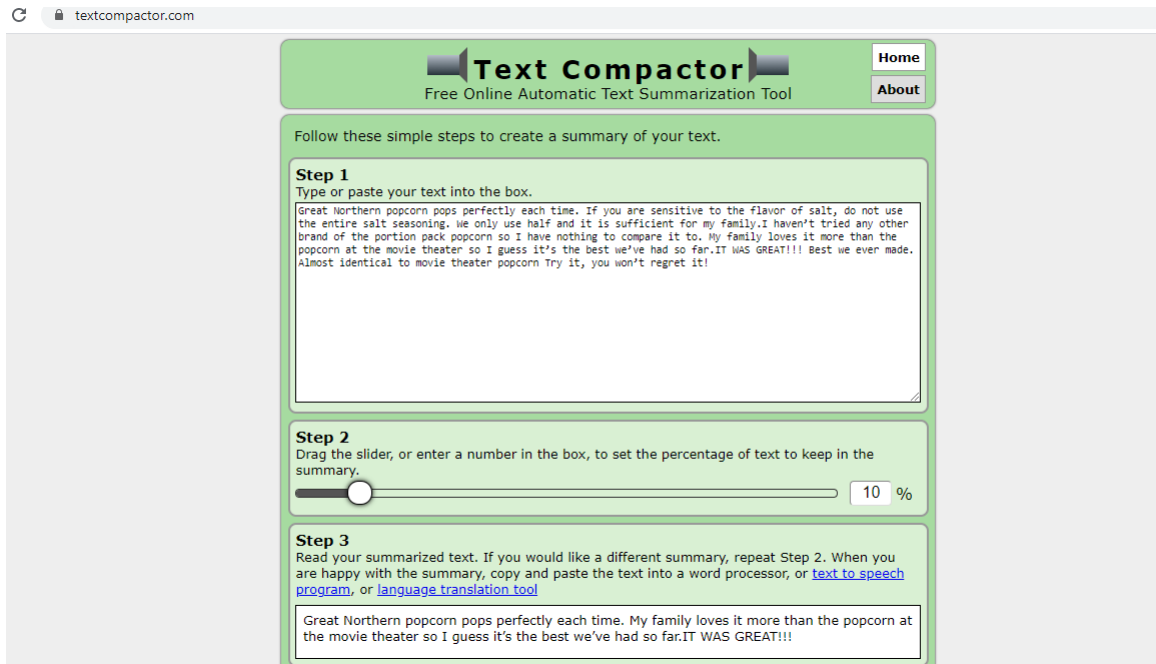 textcompactor.com
Text Compactor
Free Online Automatic Text Summarization Tool
Home
About
Follow these simple steps to create a summary of your text.
Step 1
Type or paste your text into the box.
Great Northern popcorn pops perfectly each time. If you are sensitive to the flavor of salt, do not use
the entire salt seasoning. We only use half and it is sufficient for my family.I haven’t tried any other
brand of the portion pack popcorn so I have nothing to compare it to. My family loves it more than the
popcorn at the movie theater so I guess it’s the best we’ve had so far.IT WAS GREAT!!! Best we ever made.
Almost identical to movie theater popcorn Try it, you won’t regret it!
Step 2
Drag the slider, or enter a number in the box, to set the percentage of text to keep in the
summary.
10 %
Step 3
Read your summarized text. If you would like a different summary, repeat Step 2. When you
are happy with the summary, copy and paste the text into a word processor, or text to speech
program, or language translation tool
Great Northern popcorn pops perfectly each time. My family loves it more than the popcorn at
the movie theater so I guess it’s the best we’ve had so far.IT WAS GREAT!!!